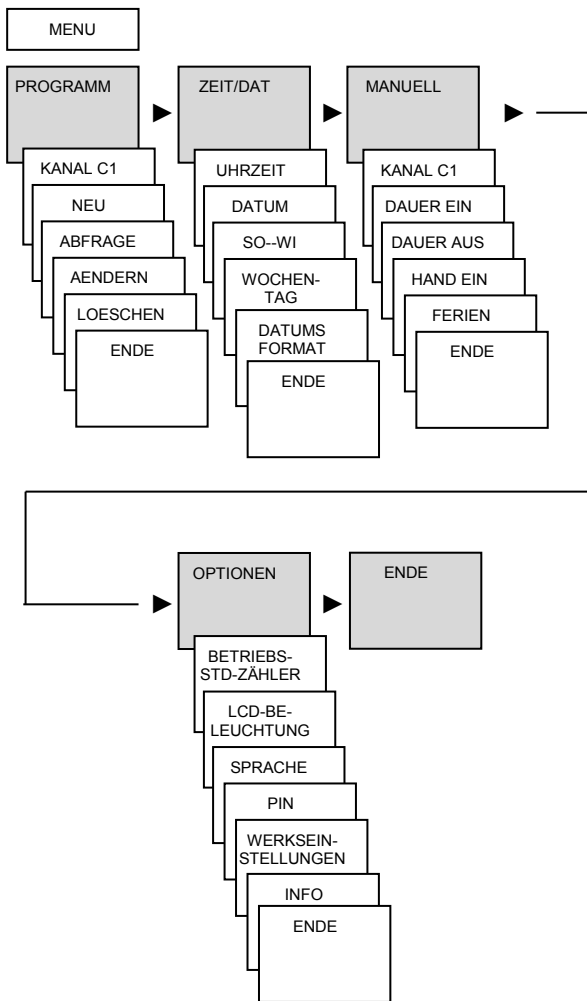 MENU
PROGRAMM
KANAL C1
NEU
ABFRAGE
AENDERN
LOESCHEN
ENDE
ZEIT/DAT
UHRZEIT
DATUM
SO--WI
WOCHEN-
TAG
DATUMS
FORMAT
ENDE
MANUELL
KANAL C1
DAUER EIN
DAUER AUS
HAND EIN
FERIEN
ENDE
OPTIONEN
BETRIEBS-
STD-ZÄHLER
LCD-BE-
LEUCHTUNG
SPRACHE
PIN
WERKSEIN-
STELLUNGEN
INFO
ENDE
ENDE